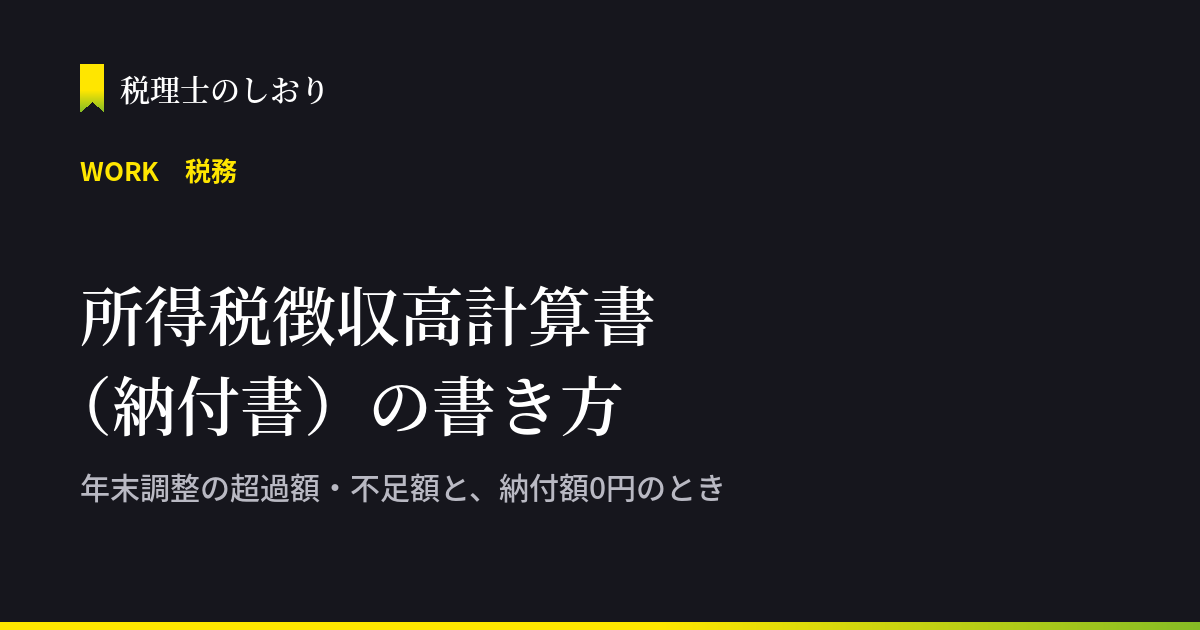 税理士のしおり
WORK　税務
所得税徴収高計算書
（納付書）の書き方
年末調整の超過額・不足額と、納付額0円のとき